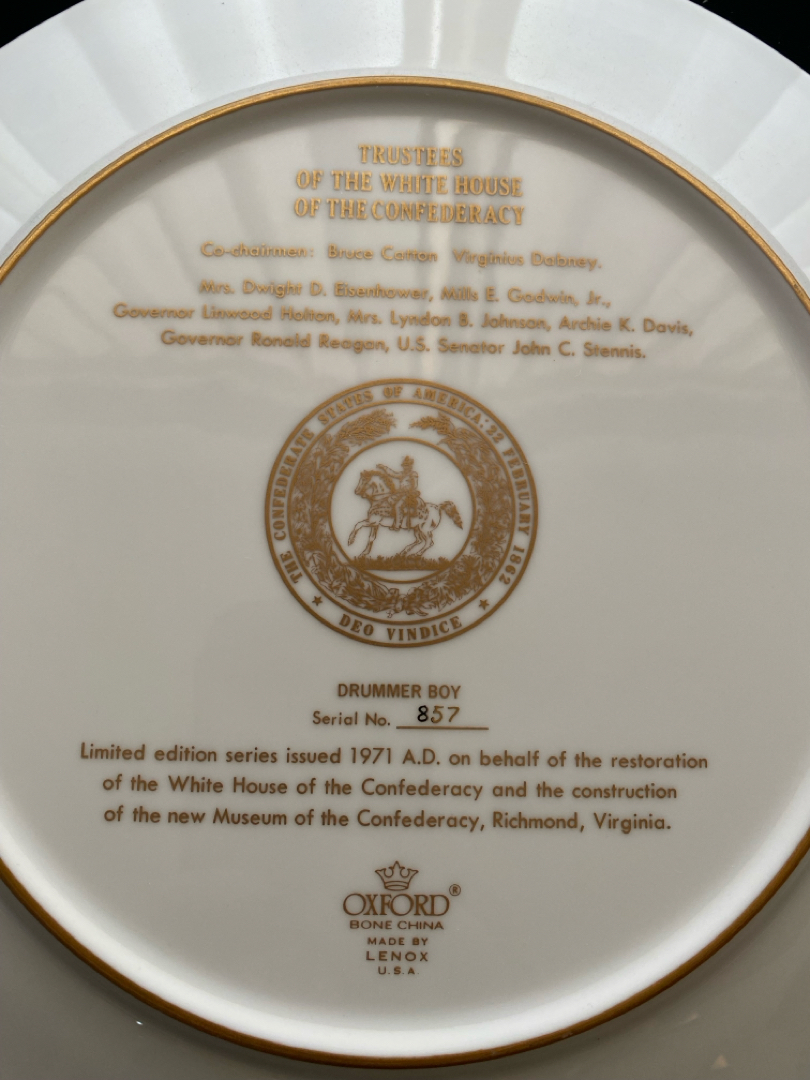 TRUSTEES
OF THE WHITE HOUSE
OF THE CONFEDERACY
Co-chairmen: Bruce Catton Virginius Dabney.
Mrs. Dwight D. Eisenhower, Mills E. Godwin, Jr.,
Governor Linwood Holton, Mrs. Lyndon B. Johnson, Archie K. Davis,
Governor Ronald Reagan, U.S. Senator John C. Stennis.
THE CONFEDERATE STATES OF AMERICA: 22 FEBRUARY 1862
DEO VINDICE
DRUMMER BOY
Serial No. 857
Limited edition series issued 1971 A.D. on behalf of the restoration
of the White House of the Confederacy and the construction
of the new Museum of the Confederacy, Richmond, Virginia.
OXFORD®
BONE CHINA
MADE BY
LENOX
U.S.A.